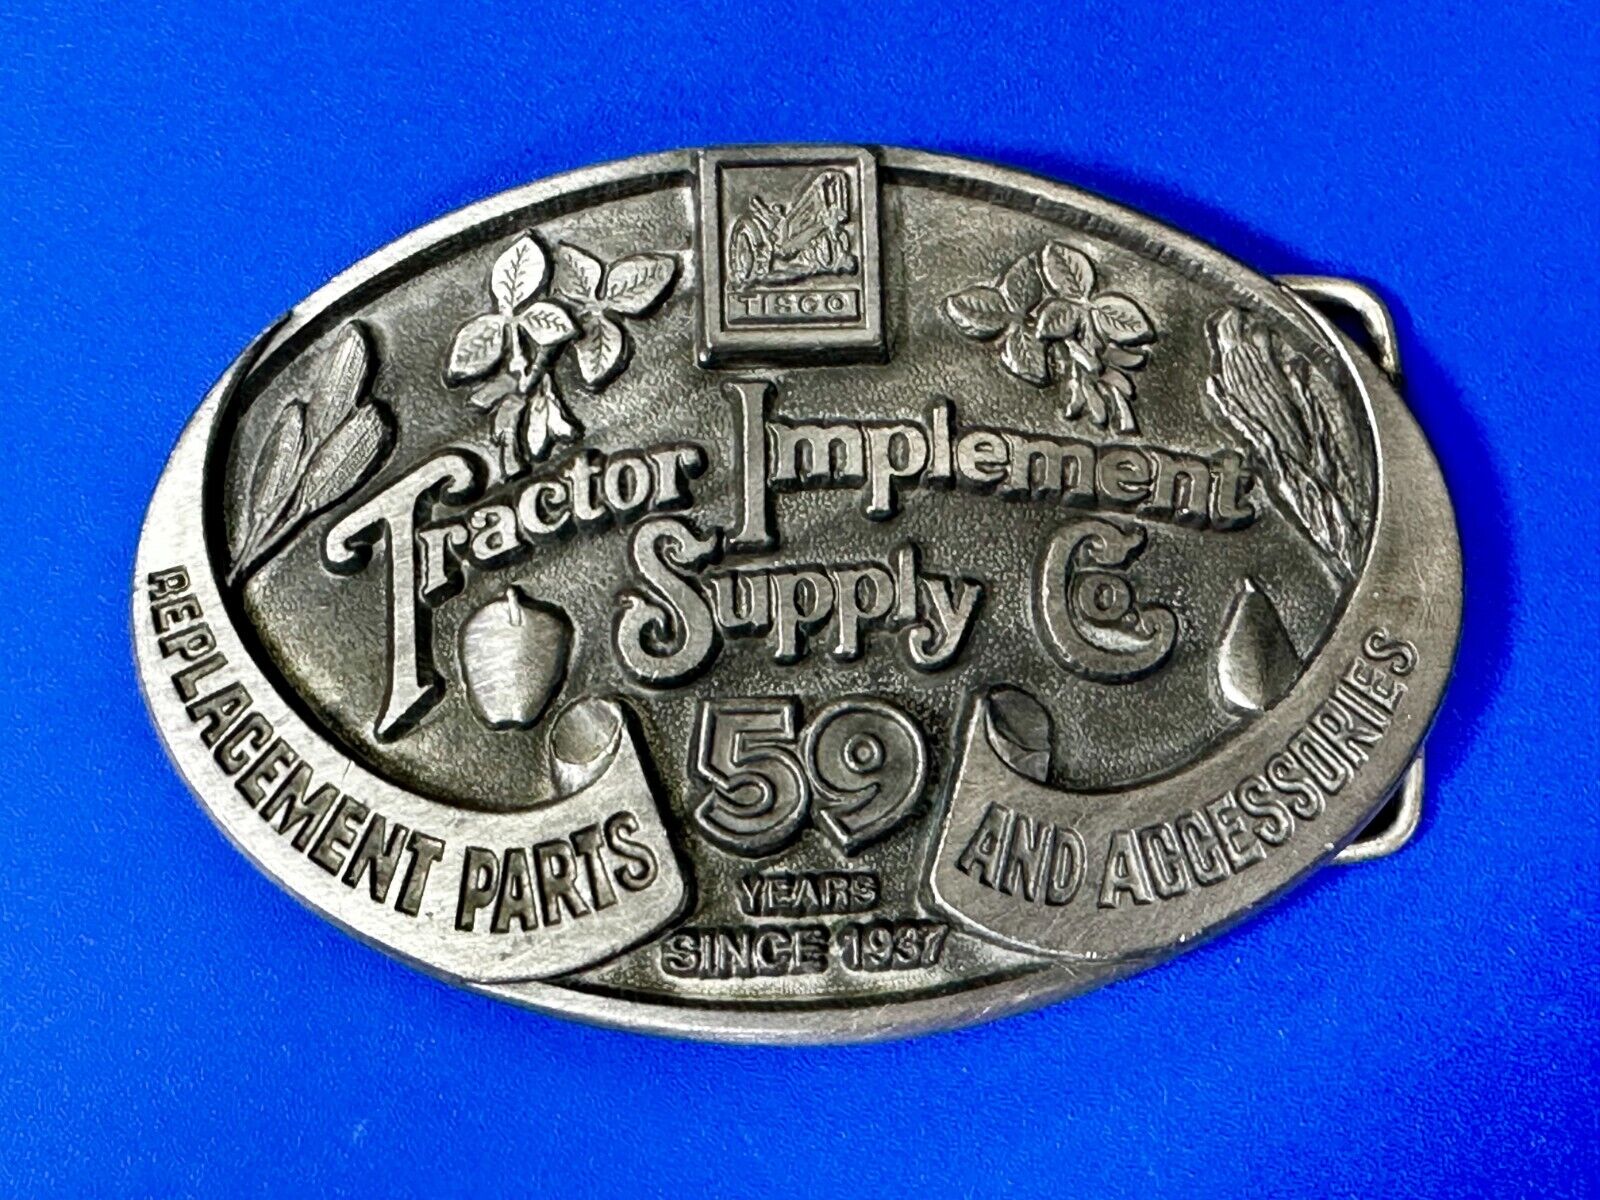 TISCO
Tractor Implement
Supply Co.
59
YEARS
SINCE 1937
REPLACEMENT PARTS
AND ACCESSORIES